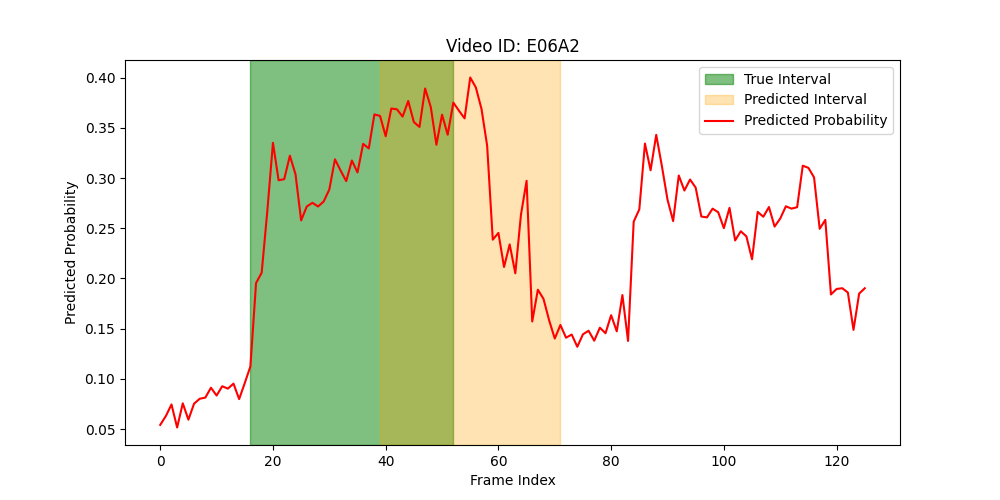 Video ID: E06A2
True Interval
Predicted Interval
Predicted Probability
Predicted Probability
0.40
0.35
0.30
0.25
0.20
0.15
0.10
0.05
0 20 40 60 80 100 120
Frame Index